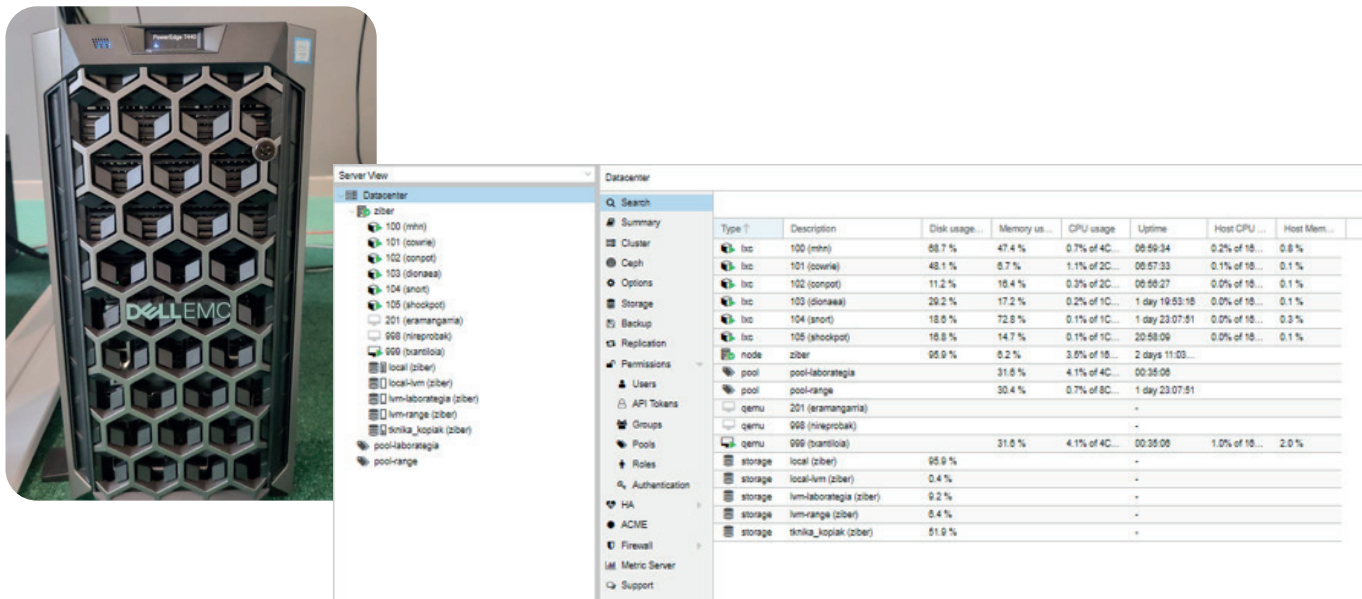 PowerEdge T440
DELLEMC
Server View
Datacenter
ziber
100 (mhn)
101 (cowrie)
102 (conpot)
103 (dionaea)
104 (snort)
105 (shockpot)
201 (eramangarria)
998 (nireprobak)
999 (txantiloia)
local (ziber)
local-lvm (ziber)
lvm-laborategia (ziber)
lvm-range (ziber)
tknika_kopiak (ziber)
pool-laborategia
pool-range
Datacenter
Search
Summary
Cluster
Ceph
Options
Storage
Backup
Replication
Permissions
Users
API Tokens
Groups
Pools
Roles
Authentication
HA
ACME
Firewall
Metric Server
Support
Type ↑ Description Disk usage... Memory us... CPU usage Uptime Host CPU ... Host Mem...
lxc 100 (mhn) 68.7 % 47.4 % 0.7% of 4C... 06:59:34 0.2% of 16... 0.8 %
lxc 101 (cowrie) 48.1 % 6.7 % 1.1% of 2C... 06:57:33 0.1% of 16... 0.1 %
lxc 102 (conpot) 11.2 % 16.4 % 0.3% of 2C... 06:56:27 0.0% of 16... 0.1 %
lxc 103 (dionaea) 29.2 % 17.2 % 0.2% of 1C... 1 day 19:53:16 0.0% of 16... 0.1 %
lxc 104 (snort) 18.6 % 72.8 % 0.1% of 1C... 1 day 23:07:51 0.0% of 16... 0.3 %
lxc 105 (shockpot) 16.8 % 14.7 % 0.1% of 1C... 20:58:09 0.0% of 16... 0.1 %
node ziber 95.9 % 6.2 % 3.6% of 16... 2 days 11:03...
pool pool-laborategia 31.6 % 4.1% of 4C... 00:35:06
pool pool-range 30.4 % 0.7% of 8C... 1 day 23:07:51
qemu 201 (eramangarria) -
qemu 998 (nireprobak) -
qemu 999 (txantiloia) 31.6 % 4.1% of 4C... 00:35:06 1.0% of 16... 2.0 %
storage local (ziber) 95.9 % -
storage local-lvm (ziber) 0.4 % -
storage lvm-laborategia (ziber) 9.2 % -
storage lvm-range (ziber) 6.4 % -
storage tknika_kopiak (ziber) 51.9 % -